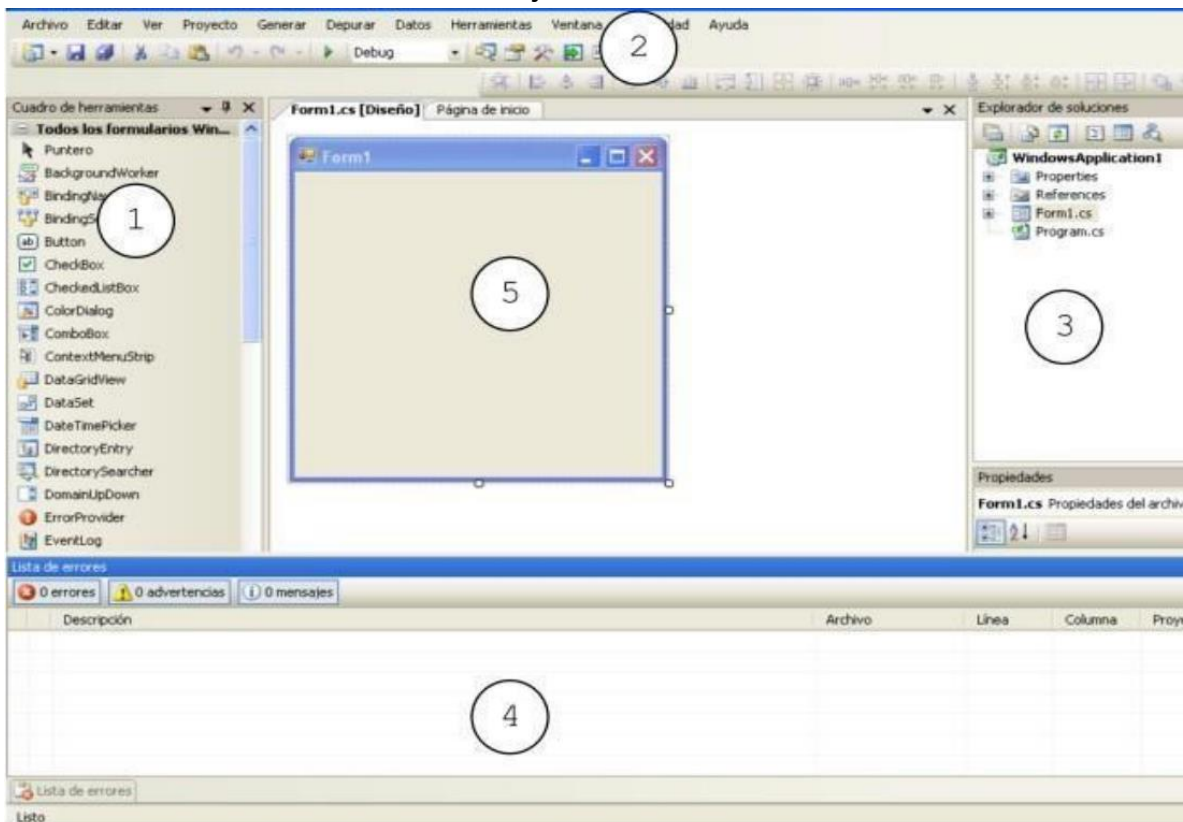 Archivo Editar Ver Proyecto Generar Depurar Datos Herramientas Ventana Ayuda
Debug
2
Cuadro de herramientas
Todos los formularios Win...
Puntero
BackgroundWorker
1
Button
CheckBox
CheckedListBox
ColorDialog
ComboBox
ContextMenuStrip
DataGridView
DataSet
DateTimePicker
DirectoryEntry
DirectorySearcher
DomainUpDown
ErrorProvider
EventLog
Form1.cs [Diseño] Página de inicio
Form1
5
Explorador de soluciones
WindowsApplication1
Properties
References
Form1.cs
Program.cs
3
Propiedades
Form1.cs Propiedades del archiv
Lista de errores
0 errores 0 advertencias 0 mensajes
Descripción Archivo Línea Columna Proye
4
Lista de errores
Listo